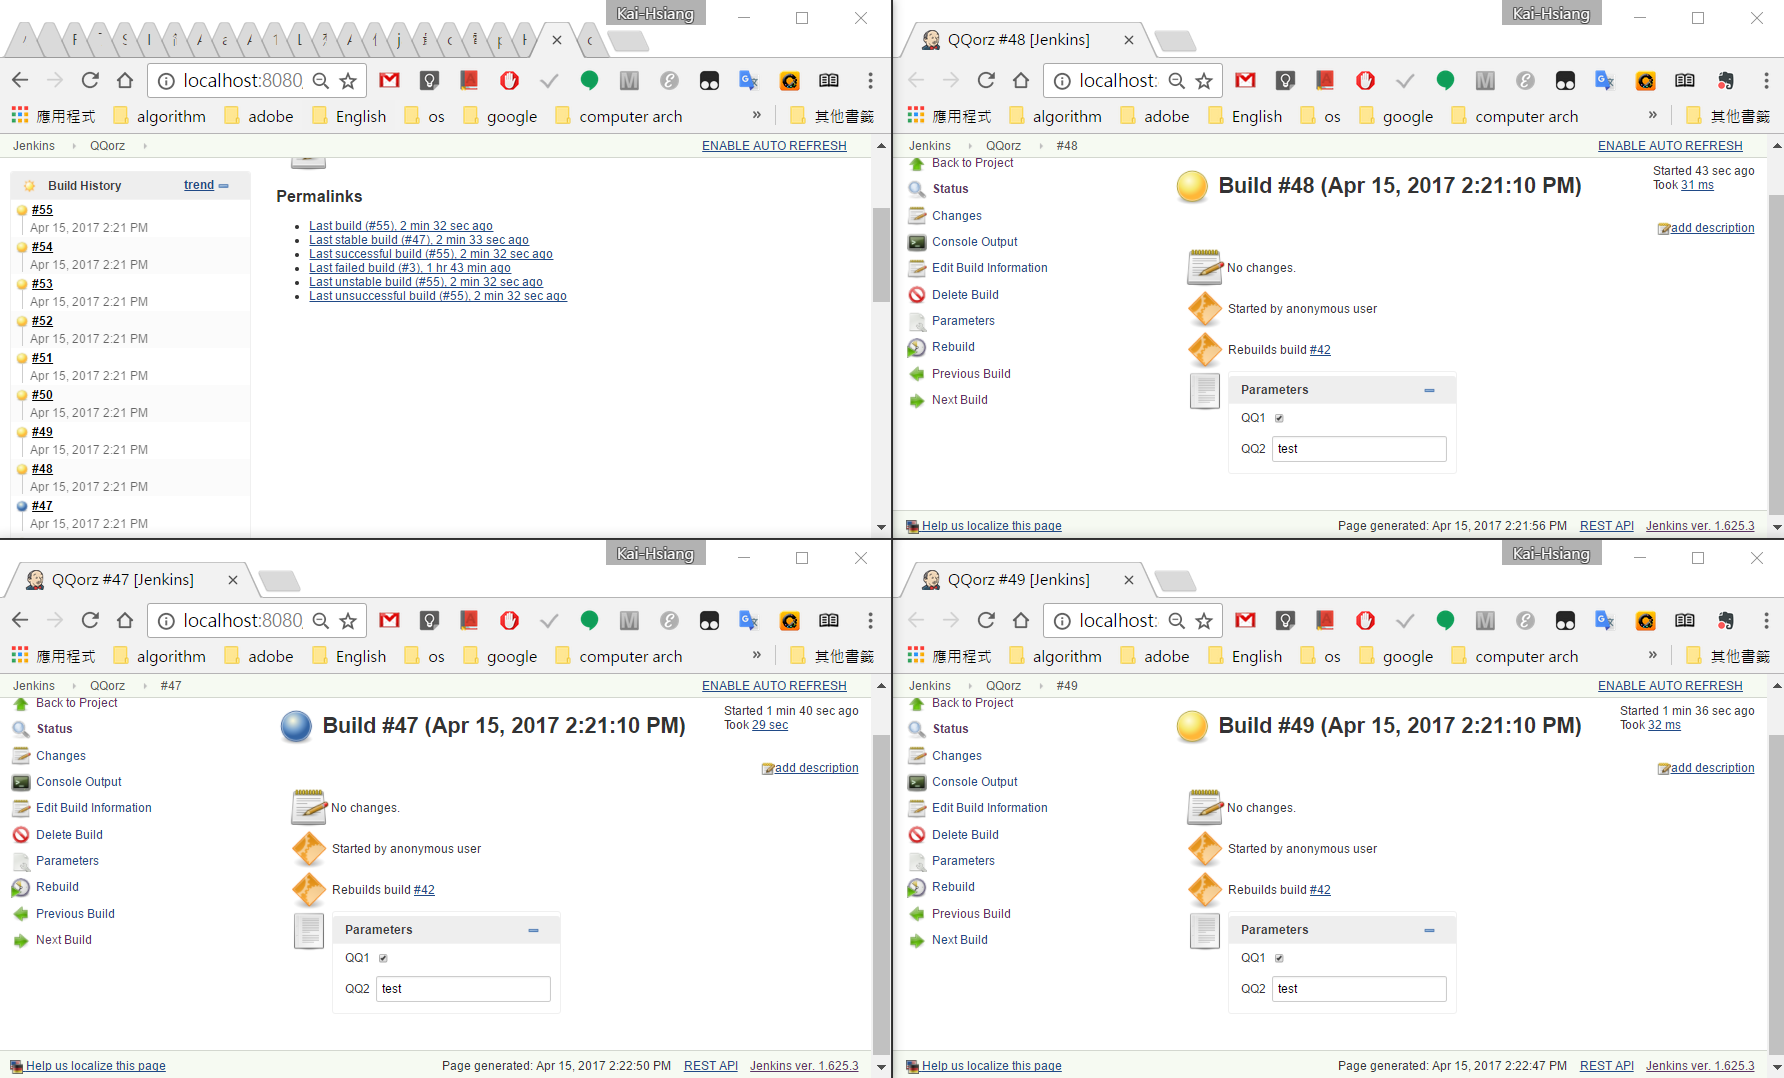 Kai-Hsiang
localhost:8080
應用程式 algorithm adobe English os google computer arch » 其他書籤
Jenkins QQorz ENABLE AUTO REFRESH
Build History trend
#55
Apr 15, 2017 2:21 PM
#54
Apr 15, 2017 2:21 PM
#53
Apr 15, 2017 2:21 PM
#52
Apr 15, 2017 2:21 PM
#51
Apr 15, 2017 2:21 PM
#50
Apr 15, 2017 2:21 PM
#49
Apr 15, 2017 2:21 PM
#48
Apr 15, 2017 2:21 PM
#47
Apr 15, 2017 2:21 PM
Permalinks
Last build (#55), 2 min 32 sec ago
Last stable build (#47), 2 min 33 sec ago
Last successful build (#55), 2 min 32 sec ago
Last failed build (#3), 1 hr 43 min ago
Last unstable build (#55), 2 min 32 sec ago
Last unsuccessful build (#55), 2 min 32 sec ago
Kai-Hsiang
QQorz #48 [Jenkins]
localhost:
應用程式 algorithm adobe English os google computer arch » 其他書籤
Jenkins QQorz #48 ENABLE AUTO REFRESH
Back to Project
Status
Changes
Console Output
Edit Build Information
Delete Build
Parameters
Rebuild
Previous Build
Next Build
Build #48 (Apr 15, 2017 2:21:10 PM)
Started 43 sec ago
Took 31 ms
add description
No changes.
Started by anonymous user
Rebuilds build #42
Parameters
QQ1
QQ2 test
Help us localize this page Page generated: Apr 15, 2017 2:21:56 PM REST API Jenkins ver. 1.625.3
Kai-Hsiang
QQorz #47 [Jenkins]
localhost:8080
應用程式 algorithm adobe English os google computer arch » 其他書籤
Jenkins QQorz #47 ENABLE AUTO REFRESH
Back to Project
Status
Changes
Console Output
Edit Build Information
Delete Build
Parameters
Rebuild
Previous Build
Next Build
Build #47 (Apr 15, 2017 2:21:10 PM)
Started 1 min 40 sec ago
Took 29 sec
add description
No changes.
Started by anonymous user
Rebuilds build #42
Parameters
QQ1
QQ2 test
Help us localize this page Page generated: Apr 15, 2017 2:22:50 PM REST API Jenkins ver. 1.625.3
Kai-Hsiang
QQorz #49 [Jenkins]
localhost:
應用程式 algorithm adobe English os google computer arch » 其他書籤
Jenkins QQorz #49 ENABLE AUTO REFRESH
Back to Project
Status
Changes
Console Output
Edit Build Information
Delete Build
Parameters
Rebuild
Previous Build
Next Build
Build #49 (Apr 15, 2017 2:21:10 PM)
Started 1 min 36 sec ago
Took 32 ms
add description
No changes.
Started by anonymous user
Rebuilds build #42
Parameters
QQ1
QQ2 test
Help us localize this page Page generated: Apr 15, 2017 2:22:47 PM REST API Jenkins ver. 1.625.3